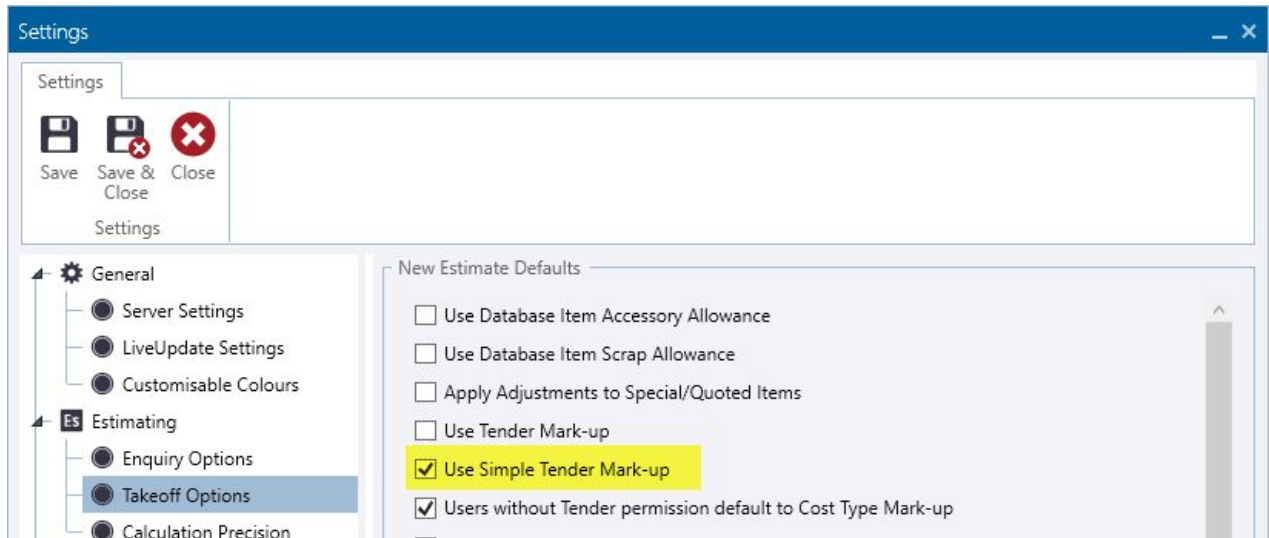 Settings
Settings
Save
Save & Close
Close
Settings
General
Server Settings
LiveUpdate Settings
Customisable Colours
Es Estimating
Enquiry Options
Takeoff Options
Calculation Precision
New Estimate Defaults
Use Database Item Accessory Allowance
Use Database Item Scrap Allowance
Apply Adjustments to Special/Quoted Items
Use Tender Mark-up
Use Simple Tender Mark-up
Users without Tender permission default to Cost Type Mark-up